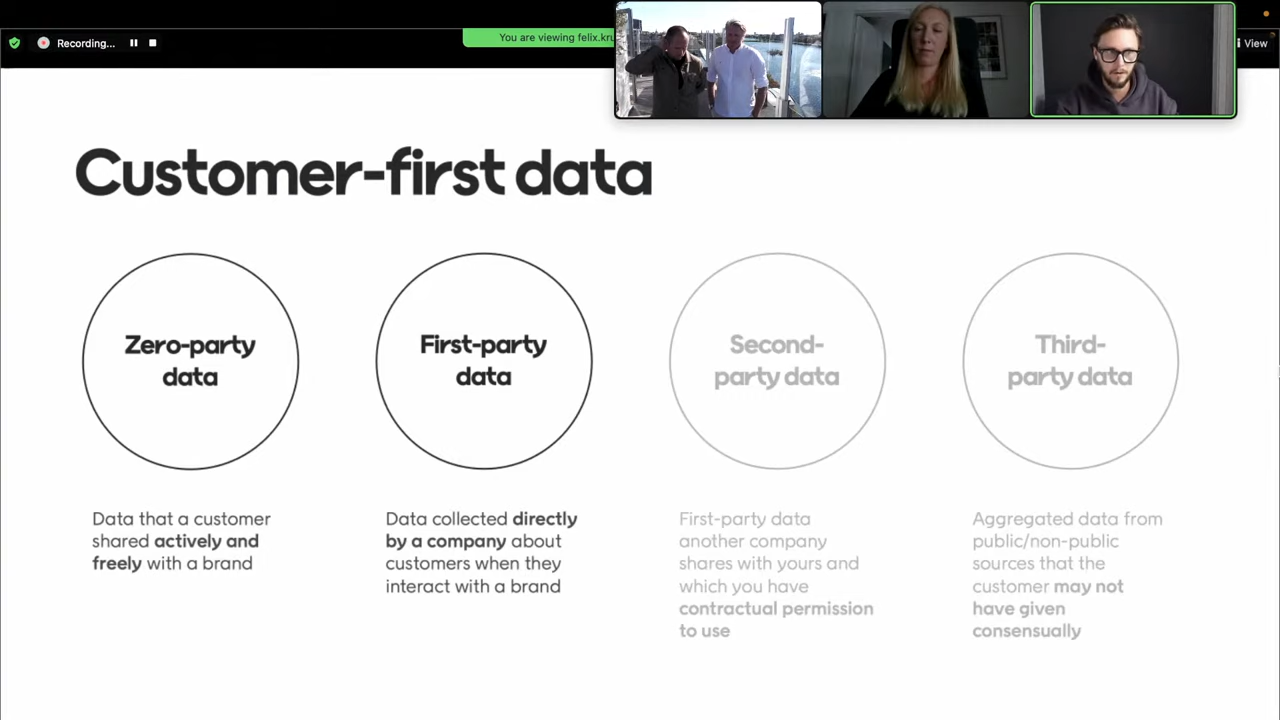 Recording...
You are viewing felix.kru
View
Customer-first data
Zero-party
data
First-party
data
Second-
party data
Third-
party data
Data that a customer
shared actively and
freely with a brand
Data collected directly
by a company about
customers when they
interact with a brand
First-party data
another company
shares with yours and
which you have
contractual permission
to use
Aggregated data from
public/non-public
sources that the
customer may not
have given
consensually